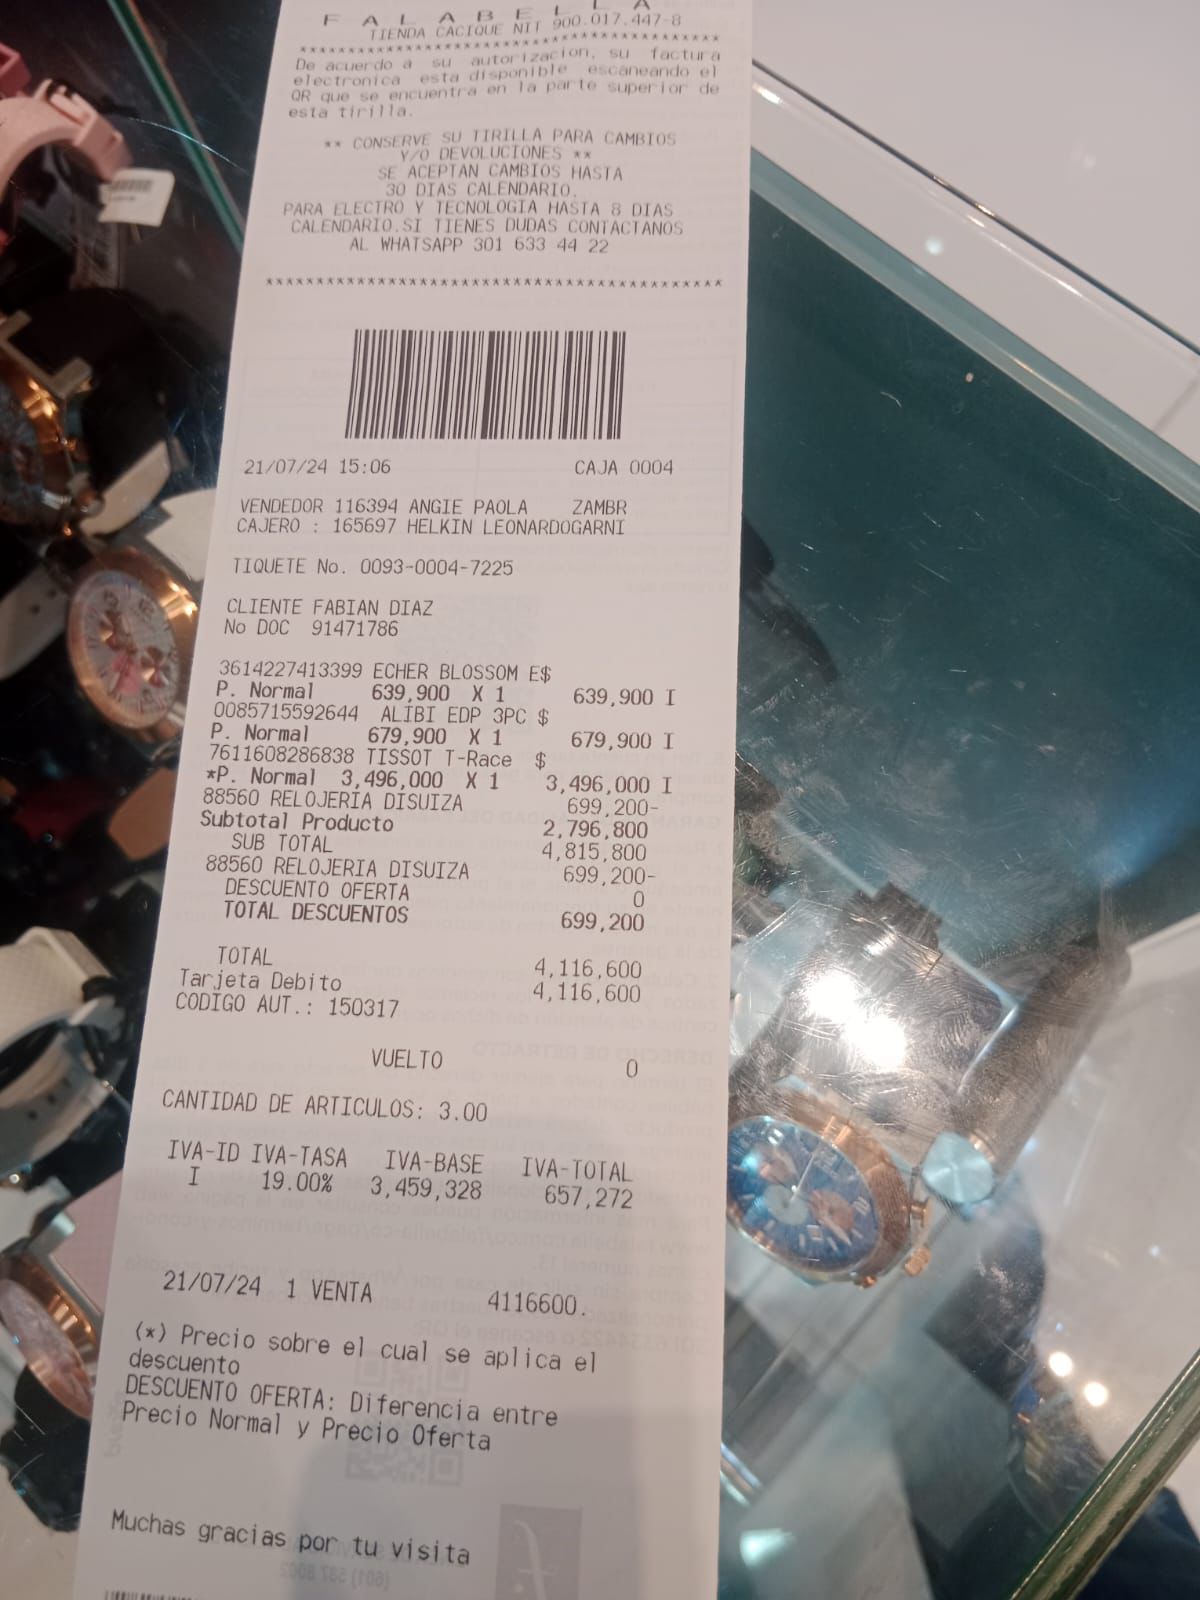 F A L A B E L L A
TIENDA CACIQUE NIT 900.017.447-8
******************************************
De acuerdo a su autorizacion, su factura
electronica esta disponible escaneando el
QR que se encuentra en la parte superior de
esta tirilla.
** CONSERVE SU TIRILLA PARA CAMBIOS
Y/O DEVOLUCIONES **
SE ACEPTAN CAMBIOS HASTA
30 DIAS CALENDARIO.
PARA ELECTRO Y TECNOLOGIA HASTA 8 DIAS
CALENDARIO.SI TIENES DUDAS CONTACTANOS
AL WHATSAPP 301 633 44 22
******************************************
21/07/24 15:06 CAJA 0004
VENDEDOR 116394 ANGIE PAOLA ZAMBR
CAJERO : 165697 HELKIN LEONARDOGARNI
TIQUETE No. 0093-0004-7225
CLIENTE FABIAN DIAZ
No DOC 91471786
3614227413399 ECHER BLOSSOM E$
P. Normal 639,900 X 1 639,900 I
0085715592644 ALIBI EDP 3PC $
P. Normal 679,900 X 1 679,900 I
7611608286838 TISSOT T-Race $
*P. Normal 3,496,000 X 1 3,496,000 I
88560 RELOJERIA DISUIZA 699,200-
Subtotal Producto 2,796,800
SUB TOTAL 4,815,800
88560 RELOJERIA DISUIZA 699,200-
DESCUENTO OFERTA 0
TOTAL DESCUENTOS 699,200
TOTAL 4,116,600
Tarjeta Debito 4,116,600
CODIGO AUT.: 150317
VUELTO 0
CANTIDAD DE ARTICULOS: 3.00
IVA-ID IVA-TASA IVA-BASE IVA-TOTAL
I 19.00% 3,459,328 657,272
21/07/24 1 VENTA 4116600.
(*) Precio sobre el cual se aplica el
descuento
DESCUENTO OFERTA: Diferencia entre
Precio Normal y Precio Oferta
Muchas gracias por tu visita